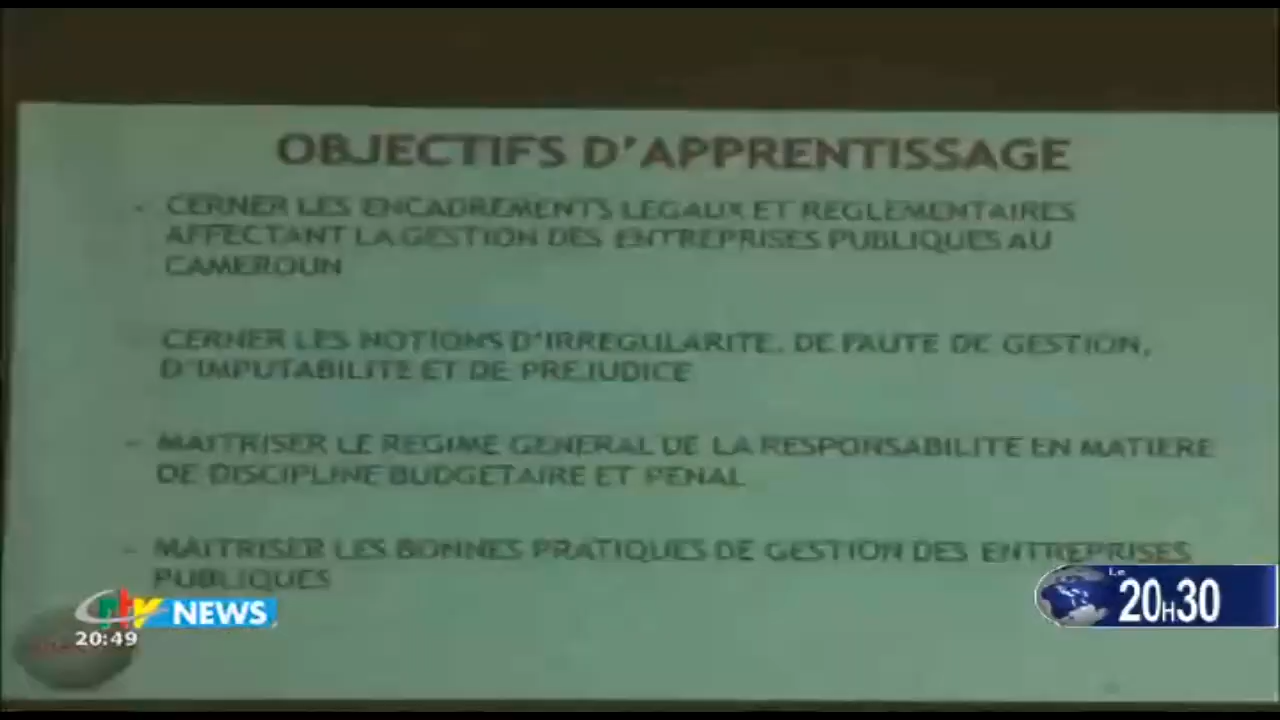 OBJECTIFS D'APPRENTISSAGE
- CERNER LES ENCADREMENTS LEGAUX ET REGLEMENTAIRES
AFFECTANT LA GESTION DES ENTREPRISES PUBLIQUES AU
CAMEROUN
CERNER LES NOTIONS D'IRREGULARITE, DE FAUTE DE GESTION,
D'IMPUTABILITE ET DE PREJUDICE
- MAITRISER LE REGIME GENERAL DE LA RESPONSABILITE EN MATIERE
DE DISCIPLINE BUDGETAIRE ET PENAL
- MAITRISER LES BONNES PRATIQUES DE GESTION DES ENTREPRISES
PUBLIQUES
crtv NEWS
20:49
Le
20H30